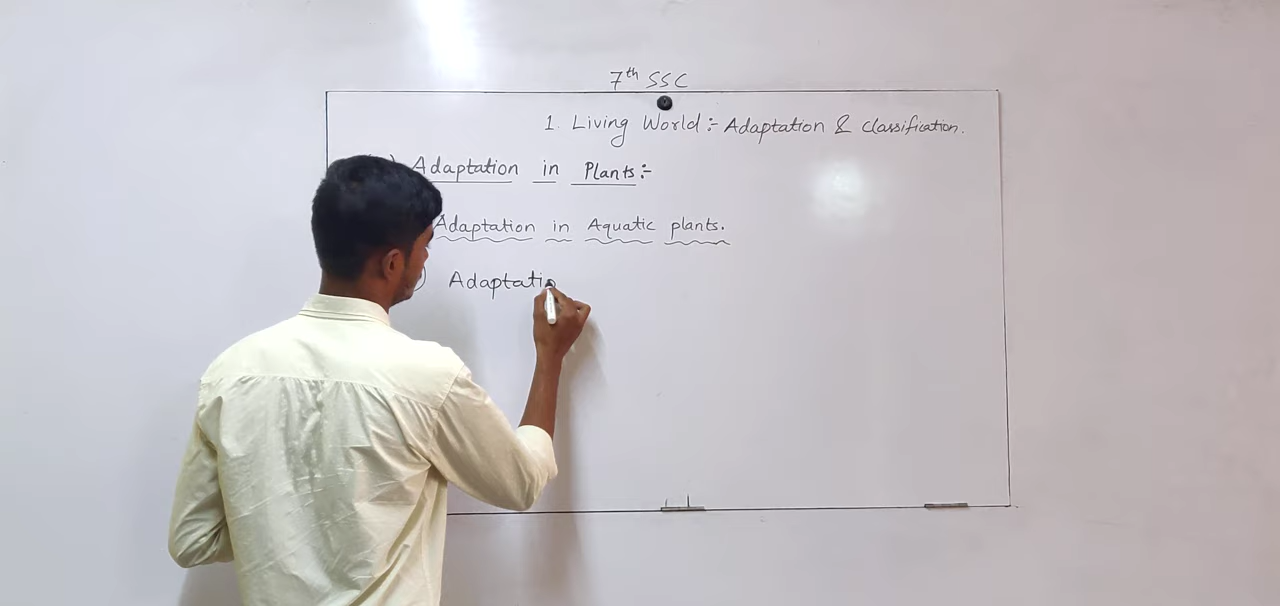 7th SSC
1. Living World:- Adaptation & Classification.
Adaptation in Plants:-
Adaptation in Aquatic plants.
) Adaptatio